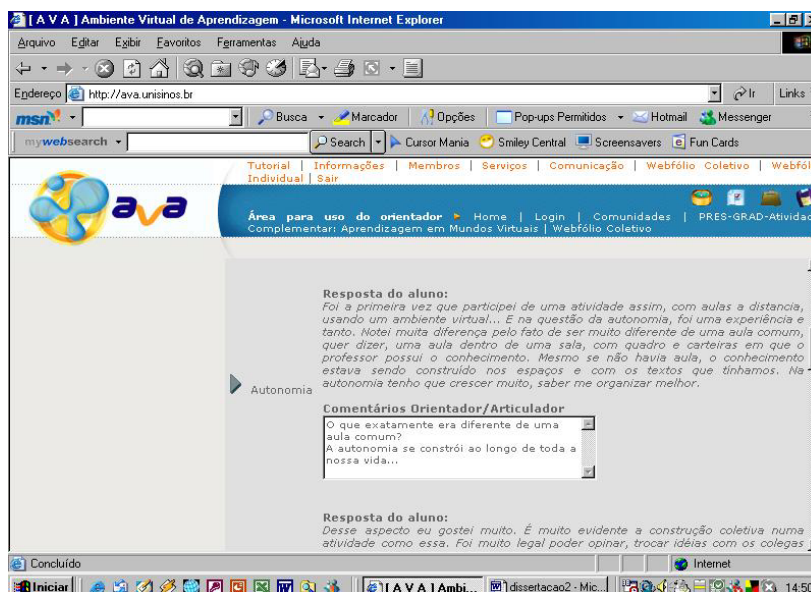 [ A V A ] Ambiente Virtual de Aprendizagem - Microsoft Internet Explorer
Arquivo Editar Exibir Favoritos Ferramentas Ajuda
Endereço http://ava.unisinos.br Ir Links
msn Busca Marcador Opções Pop-ups Permitidos Hotmail Messenger
mywebsearch Search Cursor Mania Smiley Central Screensavers Fun Cards
Tutorial | Informações | Membros | Serviços | Comunicação | Webfólio Coletivo | Webfól
Individual | Sair
ava
Área para uso do orientador Home | Login | Comunidades | PRES-GRAD-Atividad
Complementar: Aprendizagem em Mundos Virtuais | Webfólio Coletivo
Resposta do aluno:
Foi a primeira vez que participei de uma atividade assim, com aulas a distancia,
usando um ambiente virtual... E na questão da autonomia, foi uma experiência e
tanto. Notei muita diferença pelo fato de ser muito diferente de uma aula comum,
quer dizer, uma aula dentro de uma sala, com quadro e carteiras em que o
professor possui o conhecimento. Mesmo se não havia aula, o conhecimento
estava sendo construído nos espaços e com os textos que tínhamos. Na
autonomia tenho que crescer muito, saber me organizar melhor.
Autonomia
Comentários Orientador/Articulador
O que exatamente era diferente de uma
aula comum?
A autonomia se constrói ao longo de toda a
nossa vida...
Resposta do aluno:
Desse aspecto eu gostei muito. É muito evidente a construção coletiva numa
atividade como essa. Foi muito legal poder opinar, trocar idéias com os colegas
Concluído Internet
Iniciar [ A V A ] Ambi... dissertacao2 - Mic... 14:50